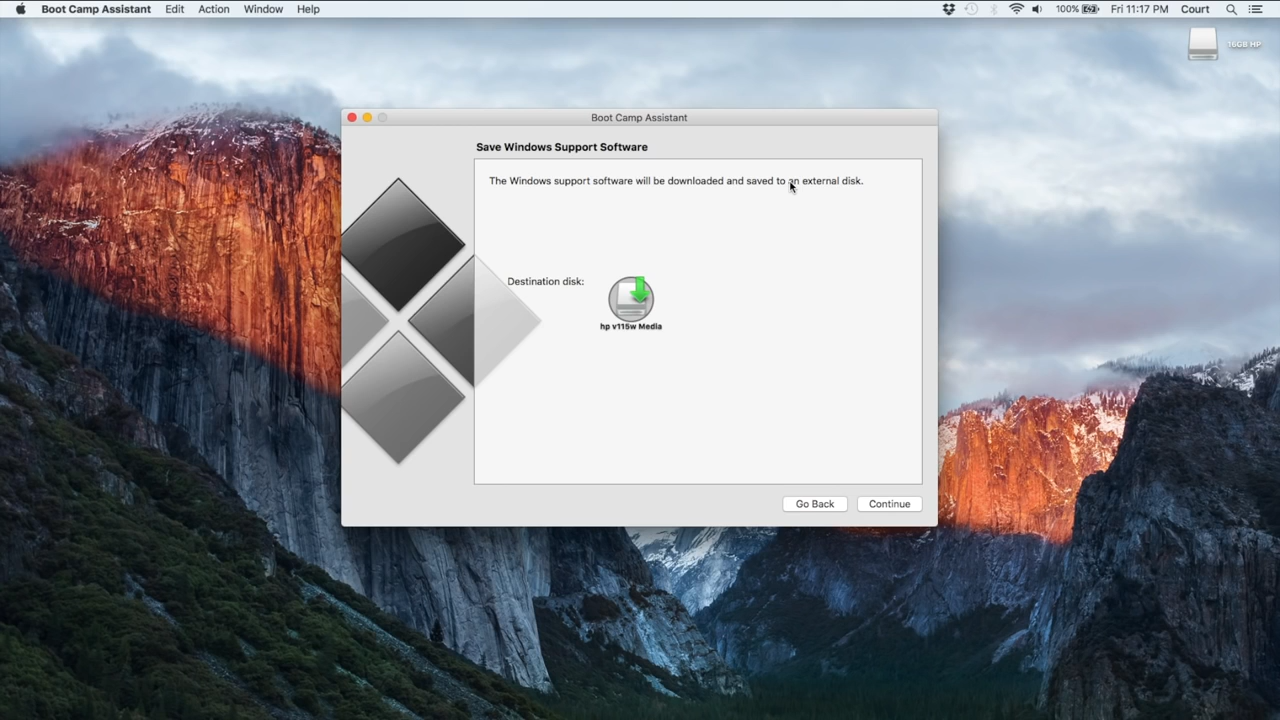 Boot Camp Assistant Edit Action Window Help 100% Fri 11:17 PM Court
16GB HP
Boot Camp Assistant
Save Windows Support Software
The Windows support software will be downloaded and saved to an external disk.
Destination disk:
hp v115w Media
Go Back Continue